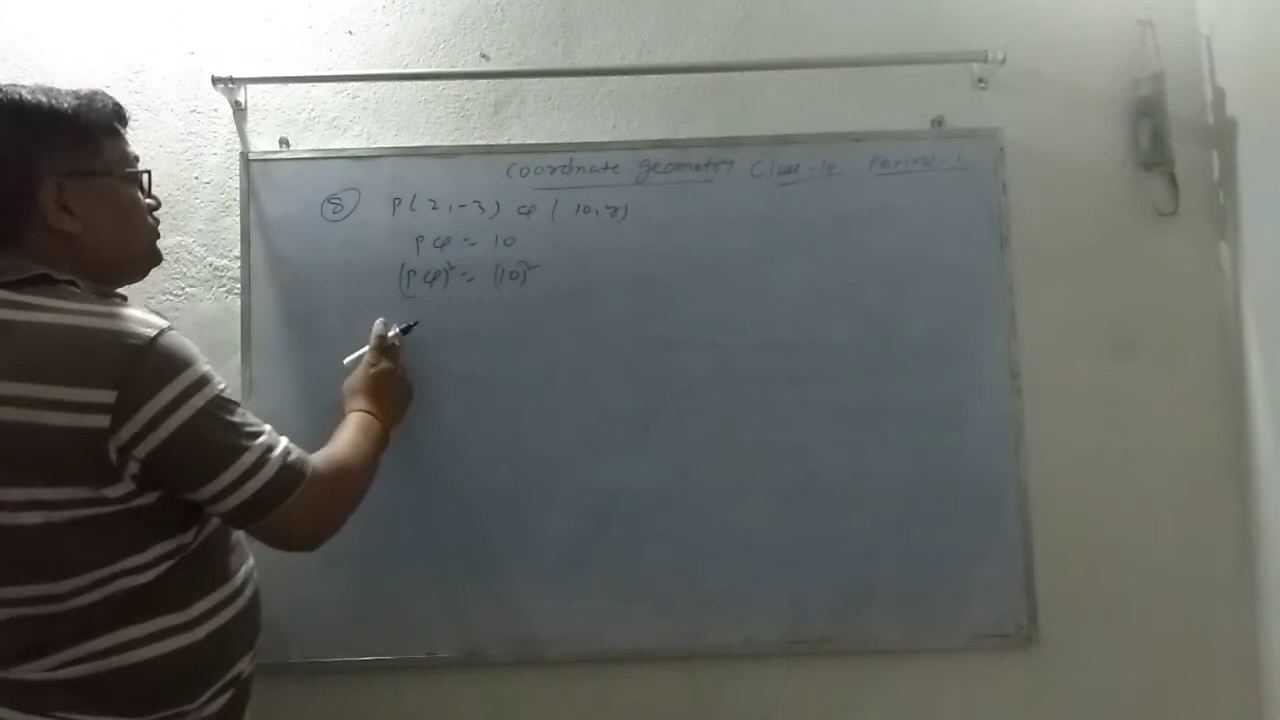 Coordinate geometry Class-10 Period-1
⑧ P(2,-3) Q(10,y)
PQ = 10
(PQ)² = (10)²